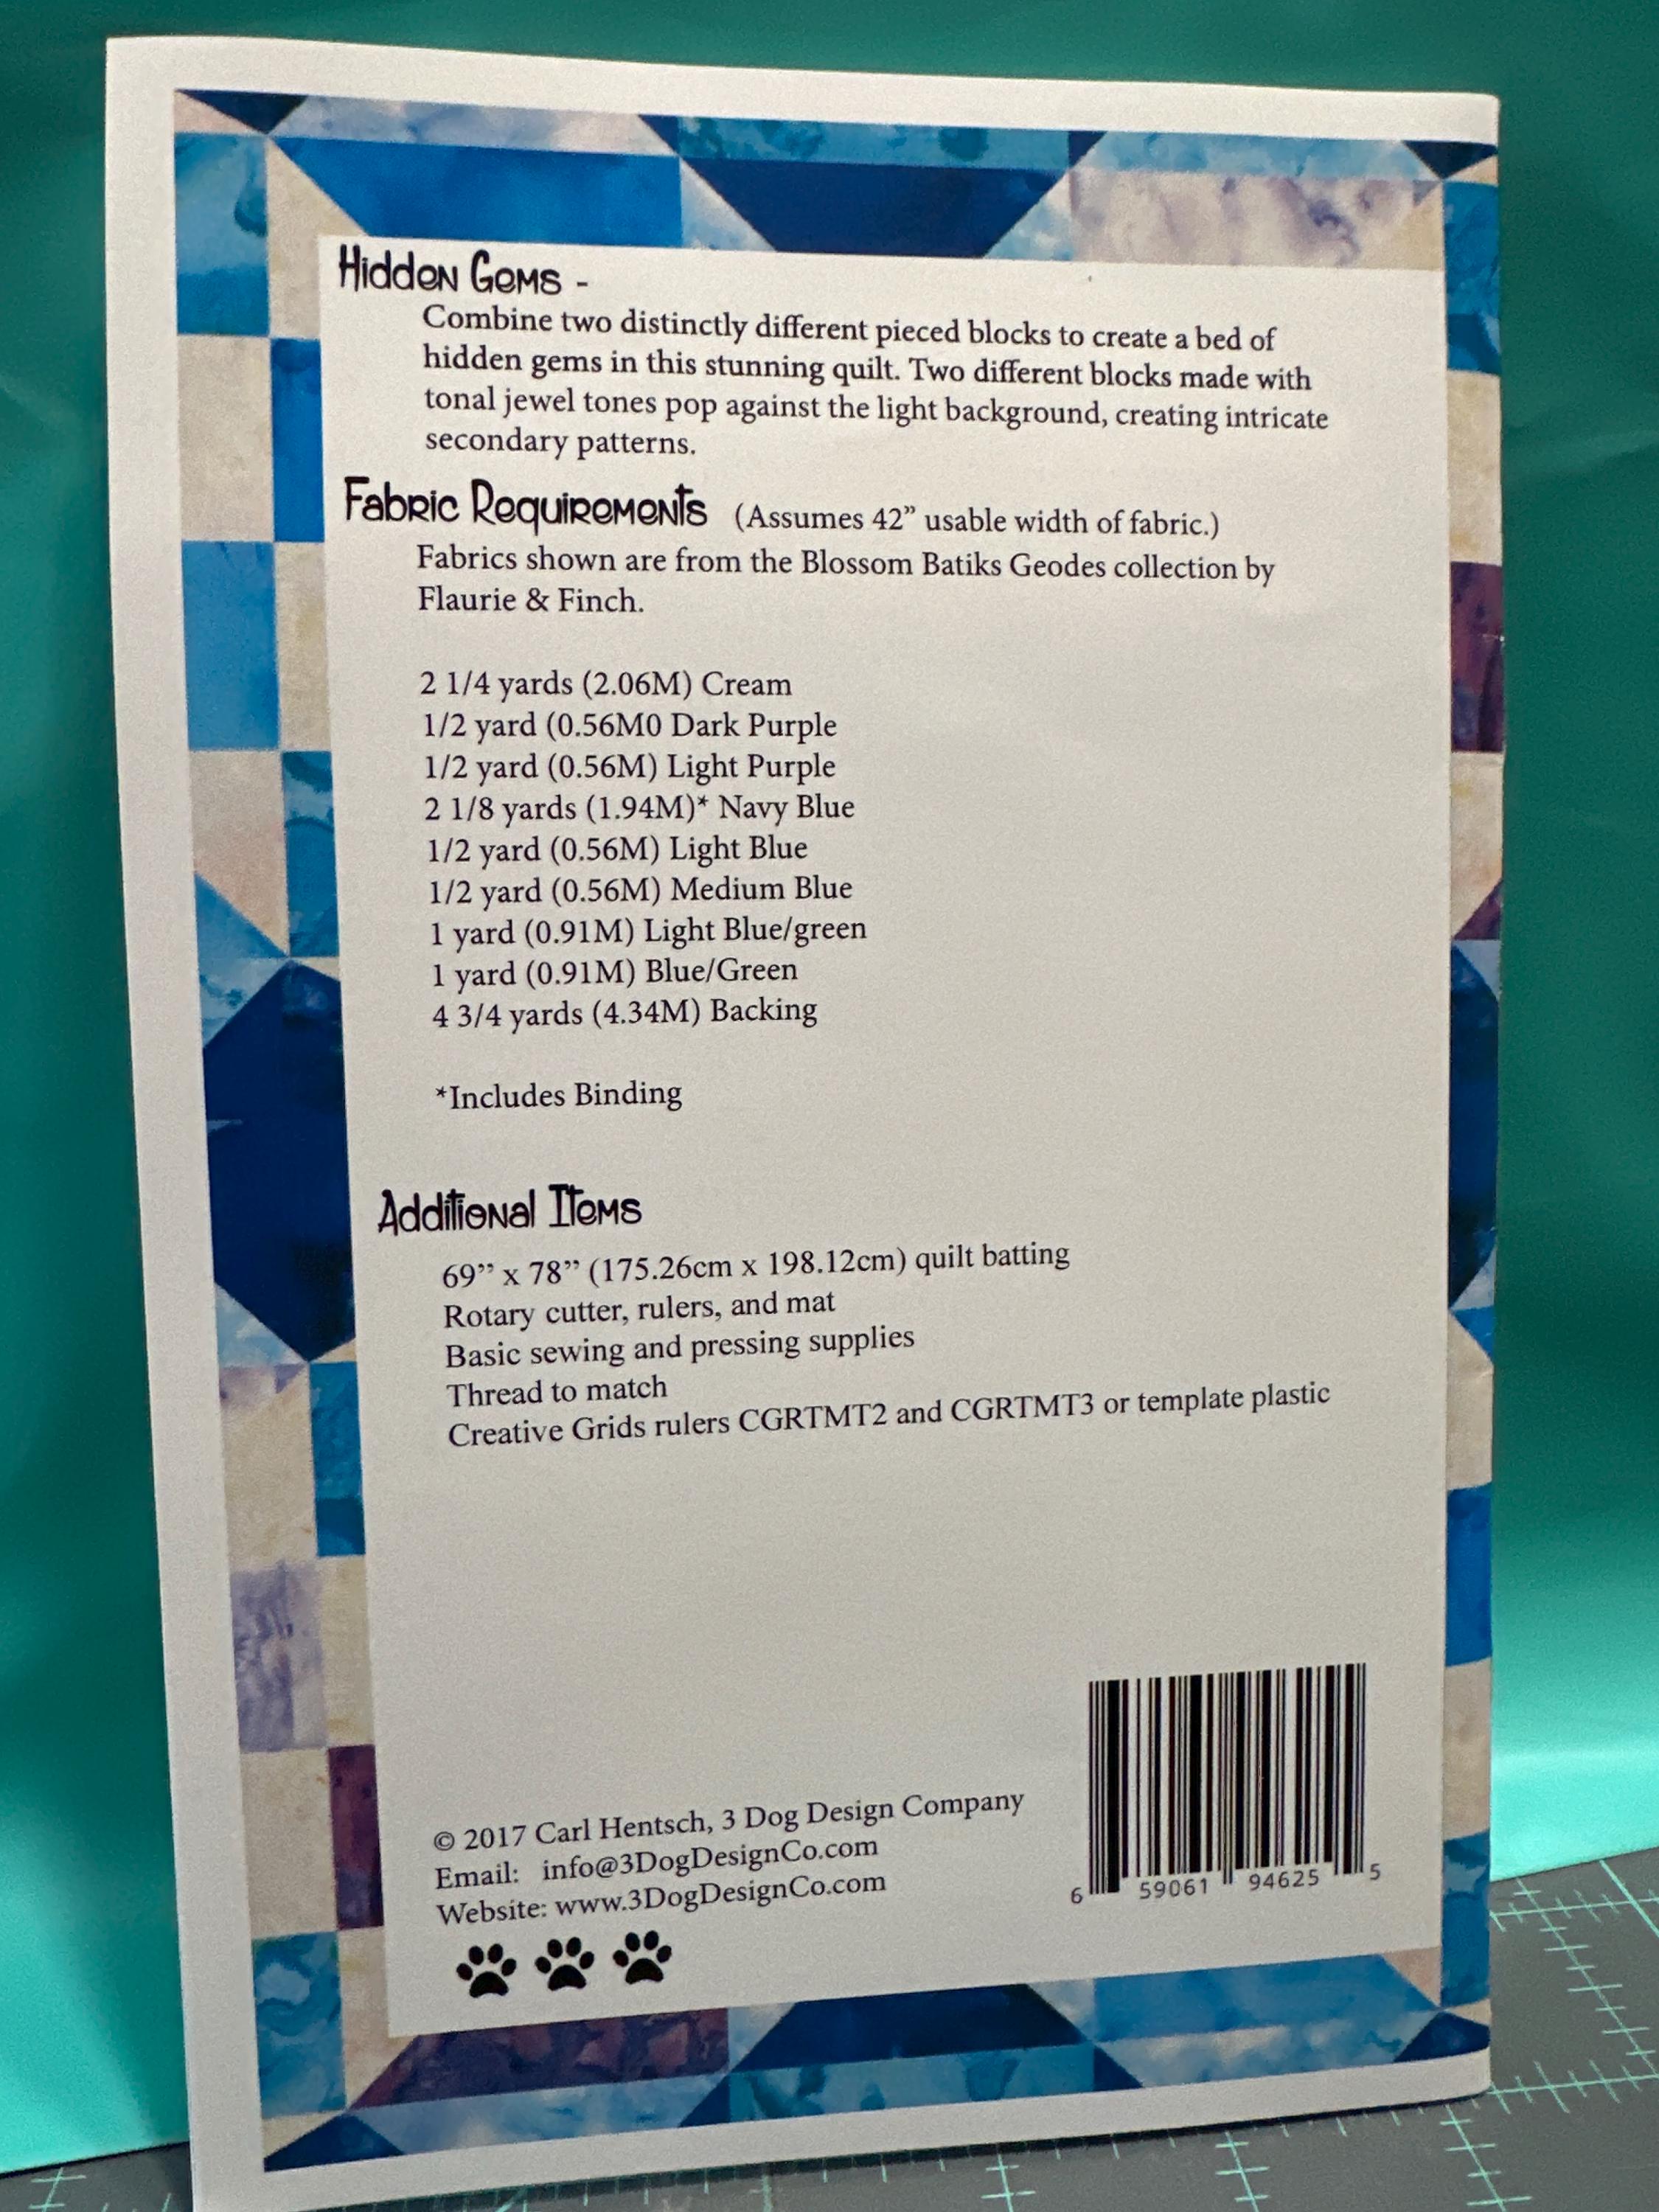 Hidden Gems -
Combine two distinctly different pieced blocks to create a bed of
hidden gems in this stunning quilt. Two different blocks made with
tonal jewel tones pop against the light background, creating intricate
secondary patterns.
Fabric Requirements (Assumes 42” usable width of fabric.)
Fabrics shown are from the Blossom Batiks Geodes collection by
Flaurie & Finch.
2 1/4 yards (2.06M) Cream
1/2 yard (0.56M0 Dark Purple
1/2 yard (0.56M) Light Purple
2 1/8 yards (1.94M)* Navy Blue
1/2 yard (0.56M) Light Blue
1/2 yard (0.56M) Medium Blue
1 yard (0.91M) Light Blue/green
1 yard (0.91M) Blue/Green
4 3/4 yards (4.34M) Backing
*Includes Binding
Additional Items
69” x 78” (175.26cm x 198.12cm) quilt batting
Rotary cutter, rulers, and mat
Basic sewing and pressing supplies
Thread to match
Creative Grids rulers CGRTMT2 and CGRTMT3 or template plastic
© 2017 Carl Hentsch, 3 Dog Design Company
Email: info@3DogDesignCo.com
Website: www.3DogDesignCo.com
6 59061 94625 5